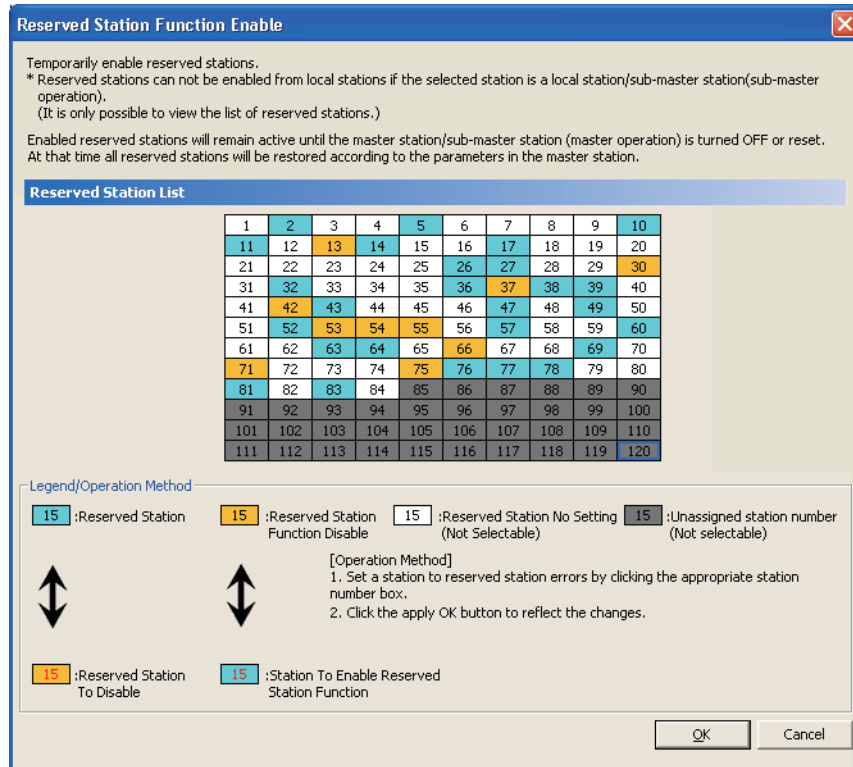 Reserved Station Function Enable
Temporarily enable reserved stations.
* Reserved stations can not be enabled from local stations if the selected station is a local station/sub-master station(sub-master
operation).
(It is only possible to view the list of reserved stations.)
Enabled reserved stations will remain active until the master station/sub-master station (master operation) is turned OFF or reset.
At that time all reserved stations will be restored according to the parameters in the master station.
Reserved Station List
1 2 3 4 5 6 7 8 9 10
11 12 13 14 15 16 17 18 19 20
21 22 23 24 25 26 27 28 29 30
31 32 33 34 35 36 37 38 39 40
41 42 43 44 45 46 47 48 49 50
51 52 53 54 55 56 57 58 59 60
61 62 63 64 65 66 67 68 69 70
71 72 73 74 75 76 77 78 79 80
81 82 83 84 85 86 87 88 89 90
91 92 93 94 95 96 97 98 99 100
101 102 103 104 105 106 107 108 109 110
111 112 113 114 115 116 117 118 119 120
Legend/Operation Method
15 :Reserved Station
15 :Reserved Station
Function Disable
15 :Reserved Station No Setting
(Not Selectable)
15 :Unassigned station number
(Not selectable)
[Operation Method]
1. Set a station to reserved station errors by clicking the appropriate station
number box.
2. Click the apply OK button to reflect the changes.
15 :Reserved Station
To Disable
15 :Station To Enable Reserved
Station Function
OK Cancel